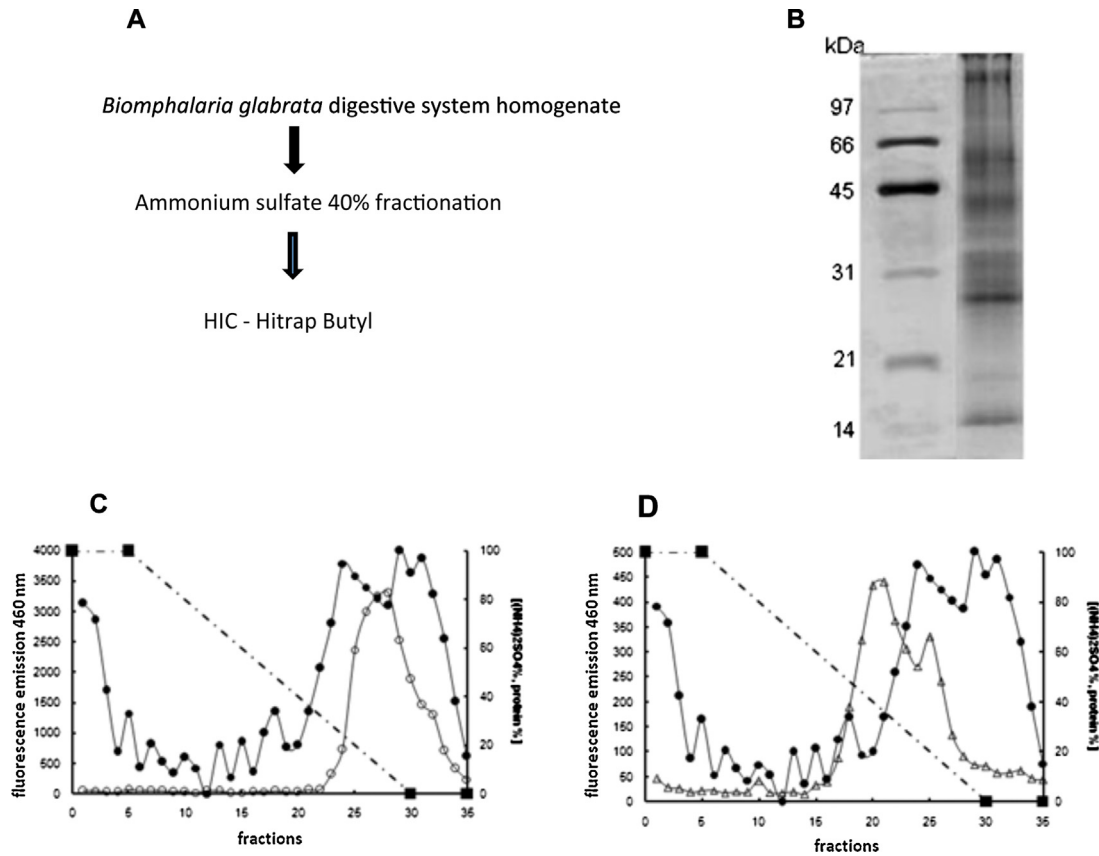 A
Biomphalaria glabrata digestive system homogenate
Ammonium sulfate 40% fractionation
HIC - Hitrap Butyl
B
kDa
97
66
45
31
21
14
C
fluorescence emission 460 nm
4000
3500
3000
2500
2000
1500
1000
500
0
0 5 10 15 20 25 30 36
fractions
100
80
60
40
20
0
[(NH4)2SO4%, protein %]
D
fluorescence emission 460 nm
500
450
400
350
300
250
200
150
100
50
0
0 5 10 15 20 25 30 36
fractions
100
80
60
40
20
0
[(NH4)2SO4%, protein %]